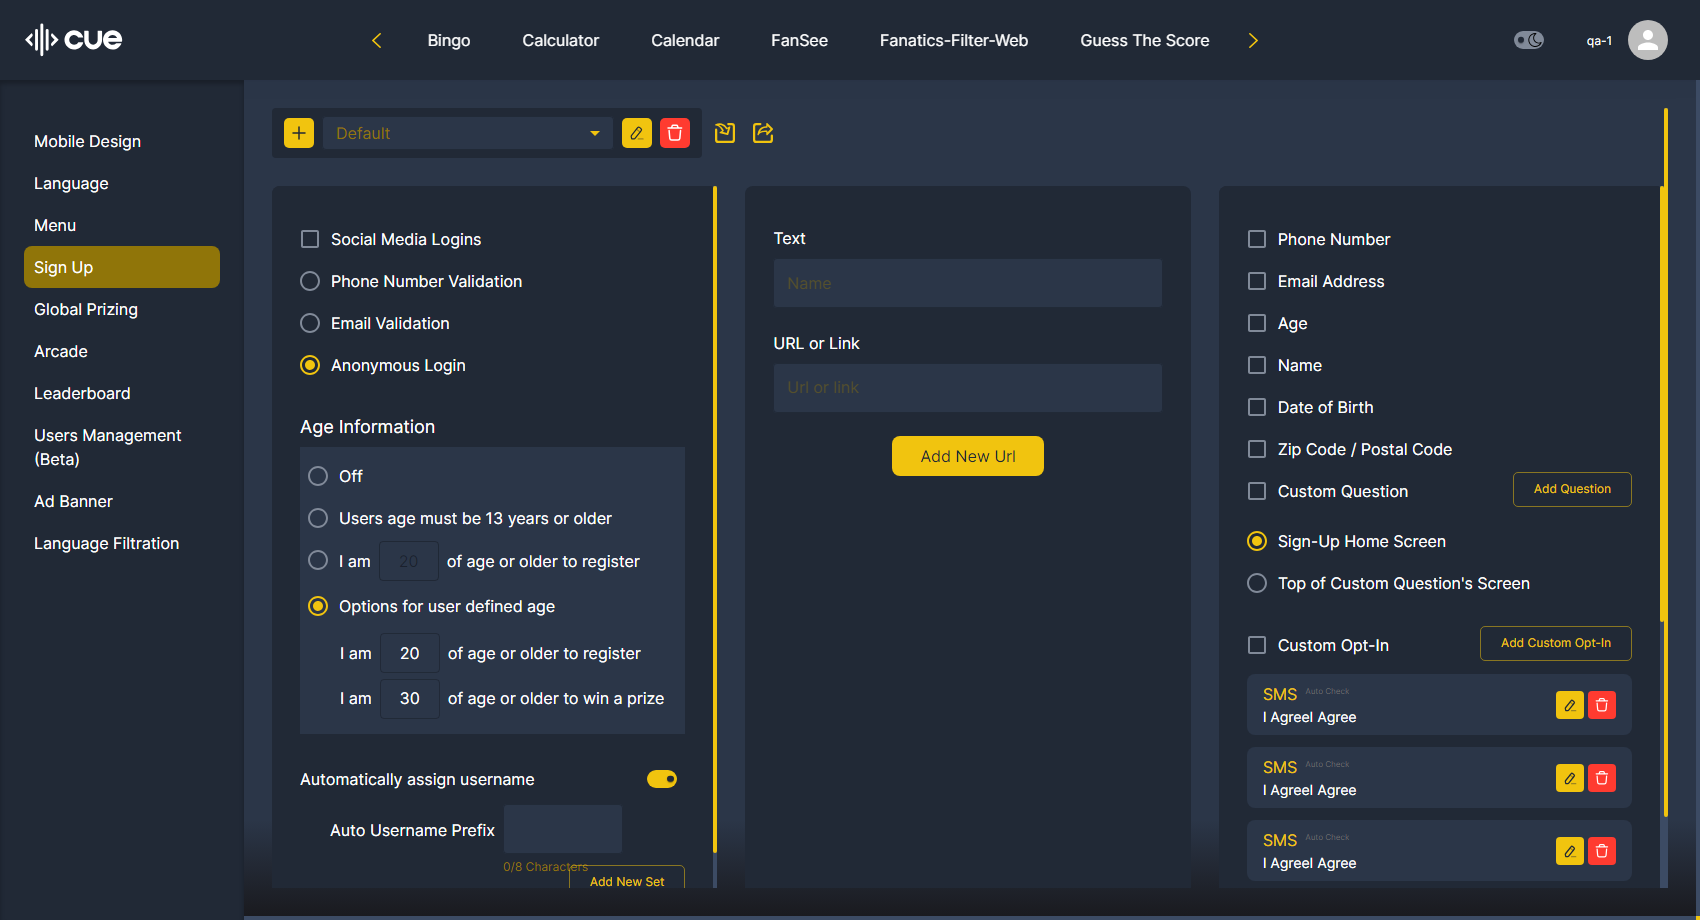 cue
Bingo
Calculator
Calendar
FanSee
Fanatics-Filter-Web
Guess The Score
qa-1
Mobile Design
Language
Menu
Sign Up
Global Prizing
Arcade
Leaderboard
Users Management
(Beta)
Ad Banner
Language Filtration
Default
Social Media Logins
Phone Number Validation
Email Validation
Anonymous Login
Age Information
Off
Users age must be 13 years or older
I am 20 of age or older to register
Options for user defined age
I am 20 of age or older to register
I am 30 of age or older to win a prize
Automatically assign username
Auto Username Prefix
0/8 Characters
Add New Set
Text
Name
URL or Link
Url or link
Add New Url
Phone Number
Email Address
Age
Name
Date of Birth
Zip Code / Postal Code
Custom Question
Add Question
Sign-Up Home Screen
Top of Custom Question's Screen
Custom Opt-In
Add Custom Opt-In
SMS Auto Check
I AgreeI Agree
SMS Auto Check
I AgreeI Agree
SMS Auto Check
I AgreeI Agree